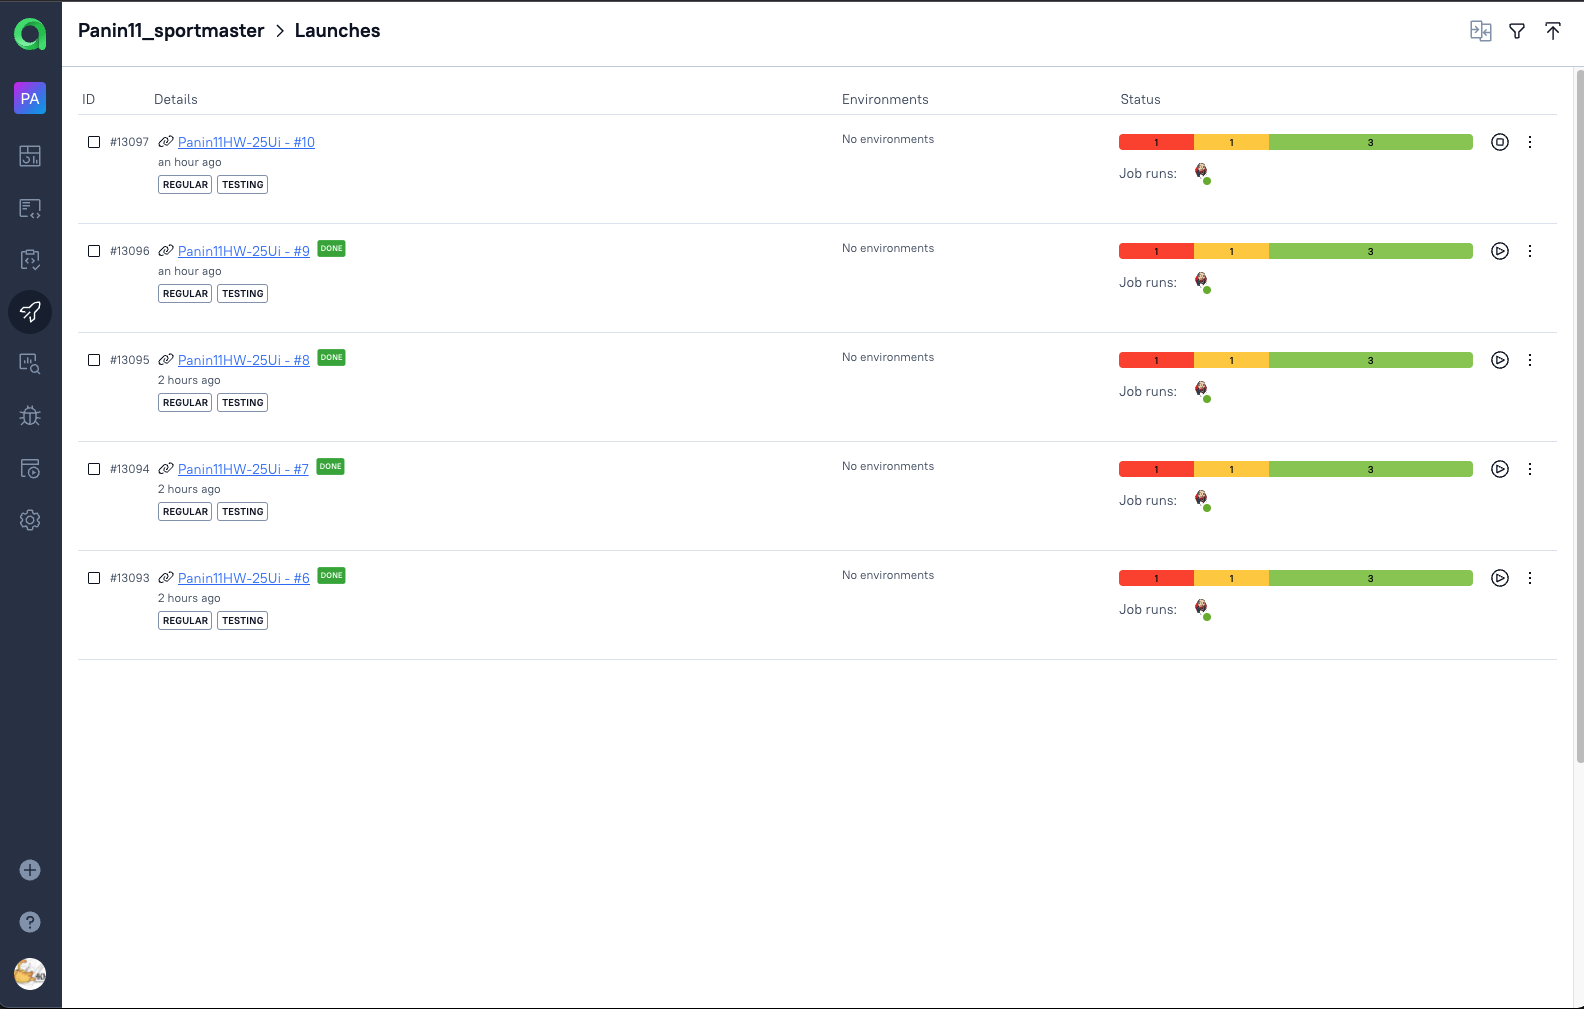 Panin11_sportmaster > Launches
PA
ID Details Environments Status
#13097 Panin11HW-25Ui - #10 No environments 1 1 3
an hour ago Job runs:
REGULAR TESTING
#13096 Panin11HW-25Ui - #9 DONE No environments 1 1 3
an hour ago Job runs:
REGULAR TESTING
#13095 Panin11HW-25Ui - #8 DONE No environments 1 1 3
2 hours ago Job runs:
REGULAR TESTING
#13094 Panin11HW-25Ui - #7 DONE No environments 1 1 3
2 hours ago Job runs:
REGULAR TESTING
#13093 Panin11HW-25Ui - #6 DONE No environments 1 1 3
2 hours ago Job runs:
REGULAR TESTING